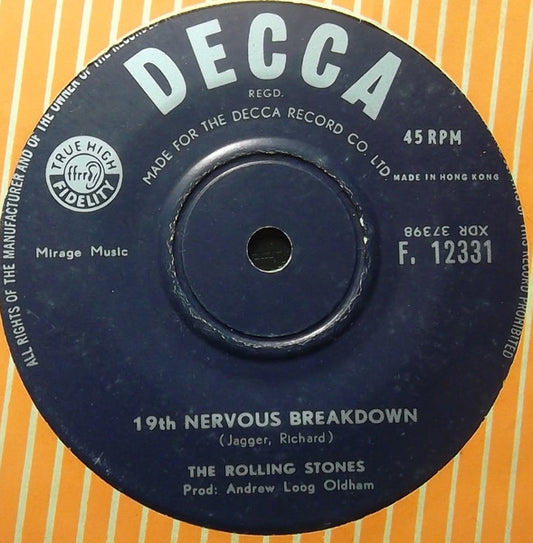 DECCA
REGD.
MADE FOR THE DECCA RECORD CO. LTD
45 RPM
MADE IN HONG KONG
TRUE HIGH
ffrr
FIDELITY
Mirage Music
XDR 37398
F. 12331
ALL RIGHTS OF THE MANUFACTURER AND OF THE OWNER OF THE RECORDED
OF THIS RECORD PROHIBITED
19th NERVOUS BREAKDOWN
(Jagger, Richard)
THE ROLLING STONES
Prod: Andrew Loog Oldham